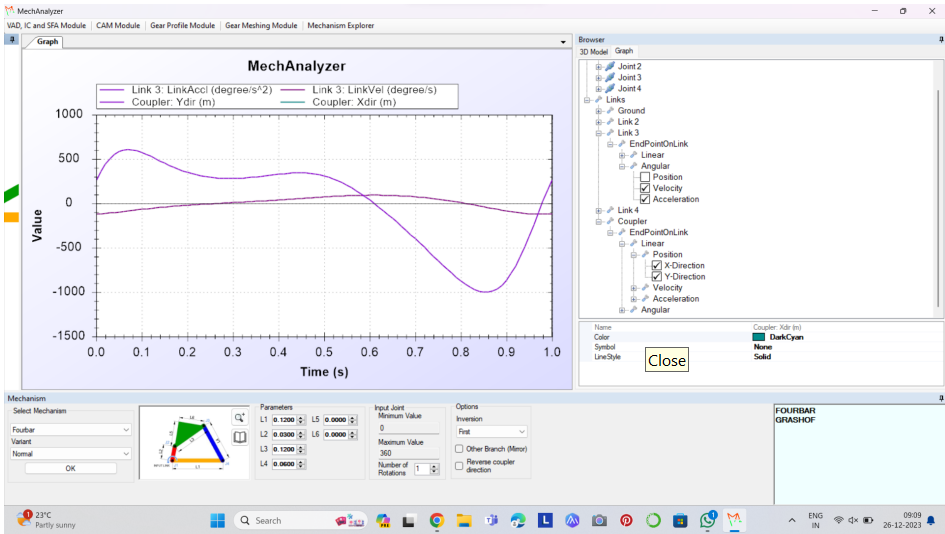 MechAnalyzer
VAD, IC and SFA Module CAM Module Gear Profile Module Gear Meshing Module Mechanism Explorer
Graph
MechAnalyzer
Link 3: LinkAccl (degree/s^2) Link 3: LinkVel (degree/s)
Coupler: Ydir (m) Coupler: Xdir (m)
1000
500
0
-500
-1000
-1500
Value
0.0 0.1 0.2 0.3 0.4 0.5 0.6 0.7 0.8 0.9 1.0
Time (s)
Browser
3D Model Graph
Joint 2
Joint 3
Joint 4
Links
Ground
Link 2
Link 3
EndPointOnLink
Linear
Angular
Position
Velocity
Acceleration
Link 4
Coupler
EndPointOnLink
Linear
Position
X-Direction
Y-Direction
Velocity
Acceleration
Angular
Name Coupler: Xdir (m)
Color DarkCyan
Symbol None
LineStyle Solid
Close
Mechanism
Select Mechanism
Fourbar
Variant
Normal
OK
Parameters
L1 0.1200 L5 0.0000
L2 0.0300 L6 0.0000
L3 0.1200
L4 0.0600
Input Joint
Minimum Value
0
Maximum Value
360
Number of Rotations 1
Options
Inversion
First
Other Branch (Mirror)
Reverse coupler
direction
FOURBAR
GRASHOF
1
23°C
Partly sunny
Search
1
ENG
IN
09:09
26-12-2023